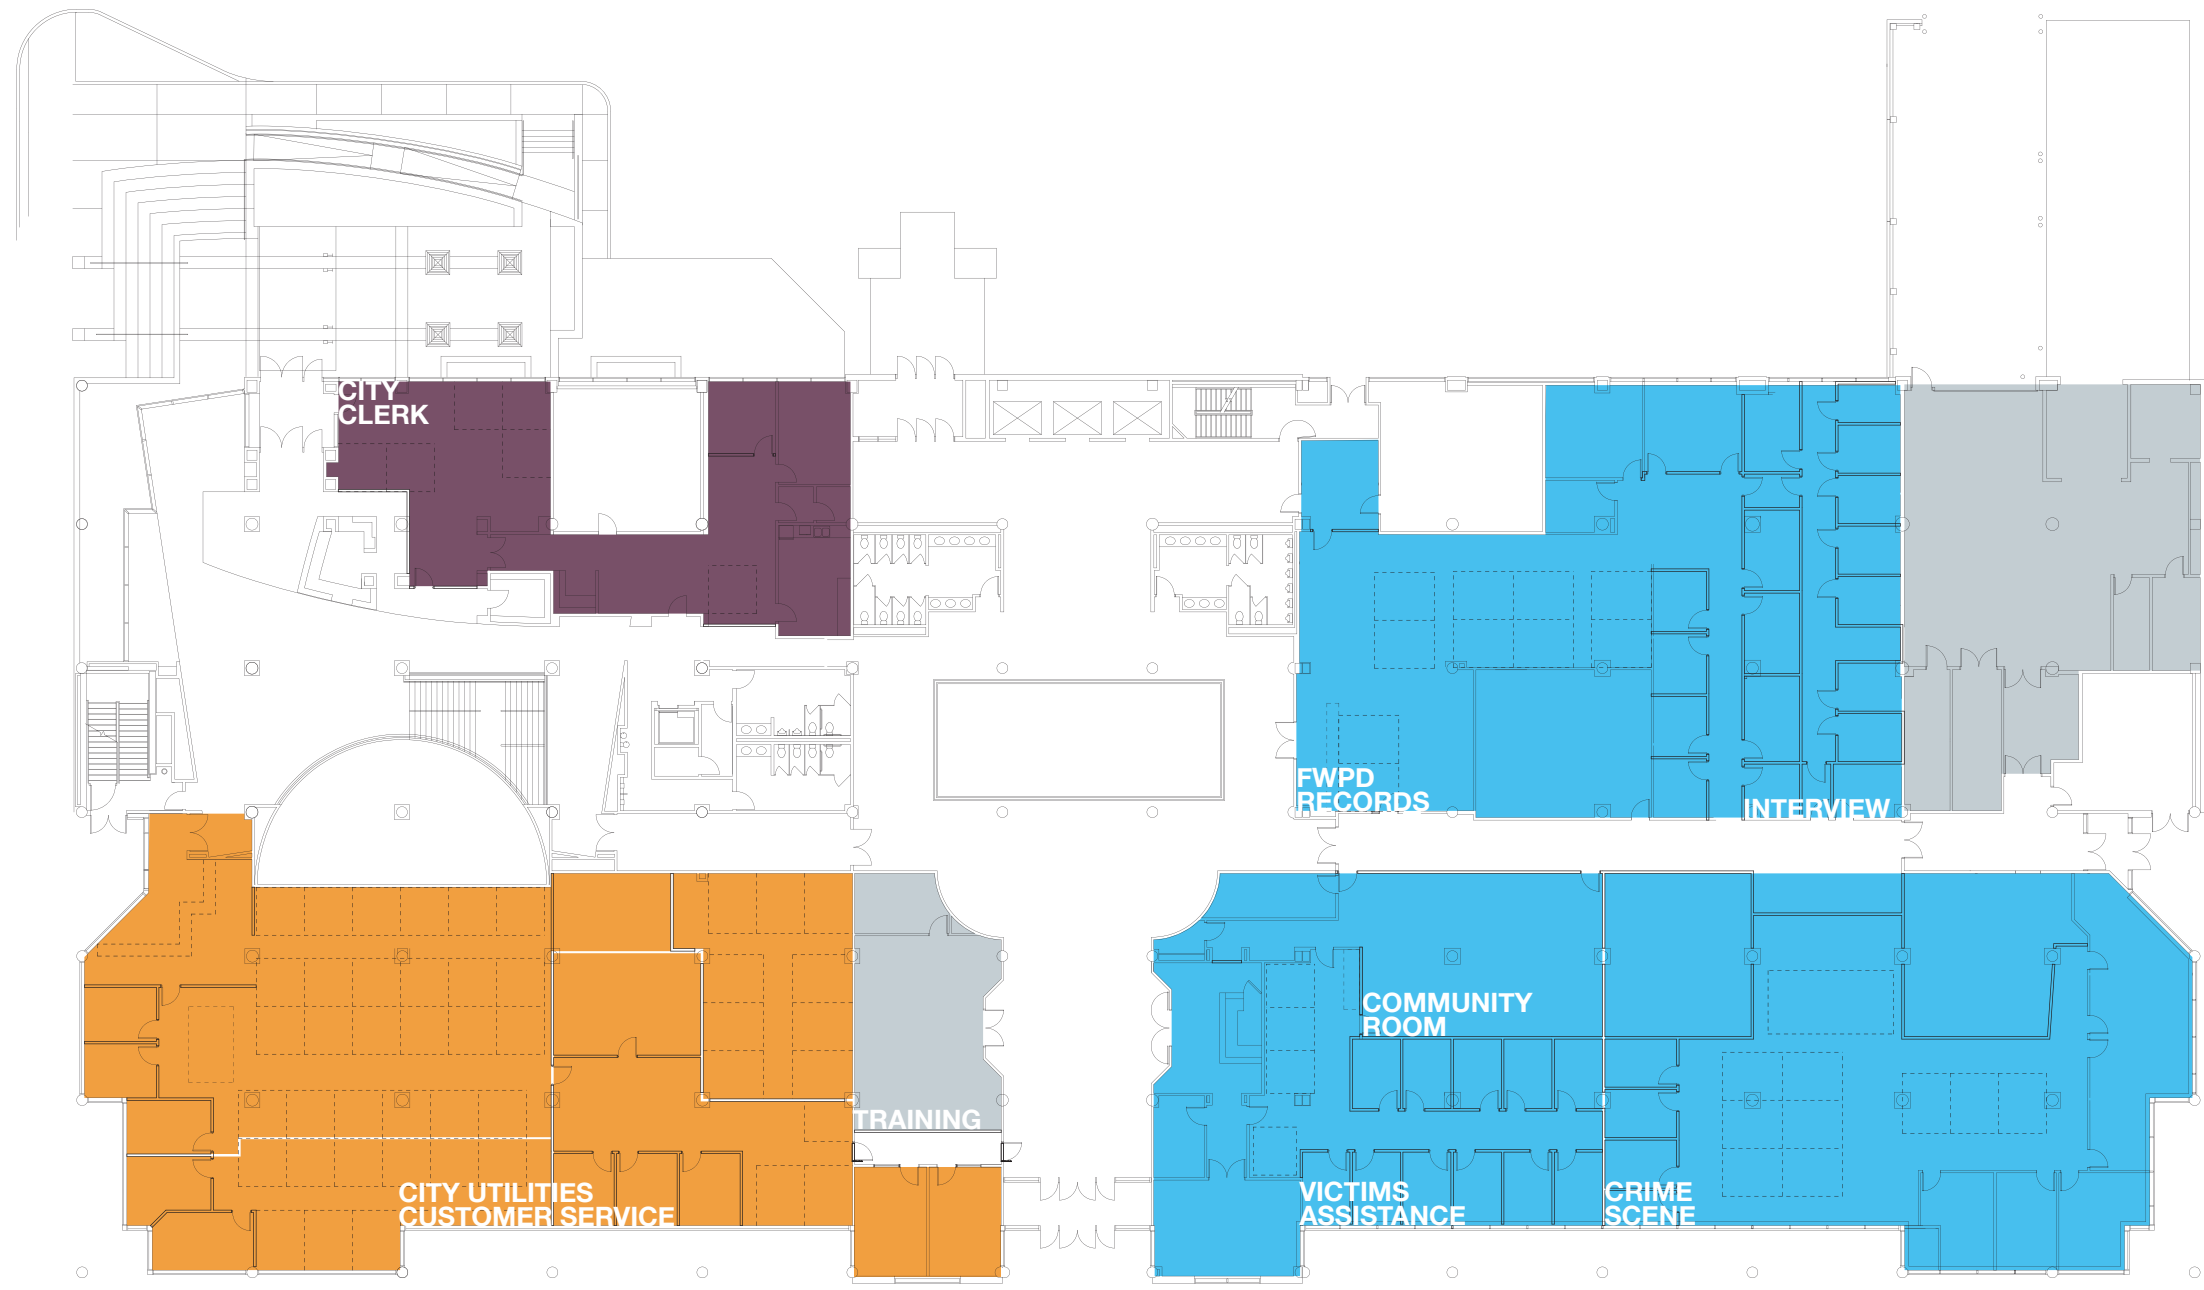 CITY
CLERK
FWPD
RECORDS
INTERVIEW
COMMUNITY
ROOM
TRAINING
CITY UTILITIES
CUSTOMER SERVICE
VICTIMS
ASSISTANCE
CRIME
SCENE